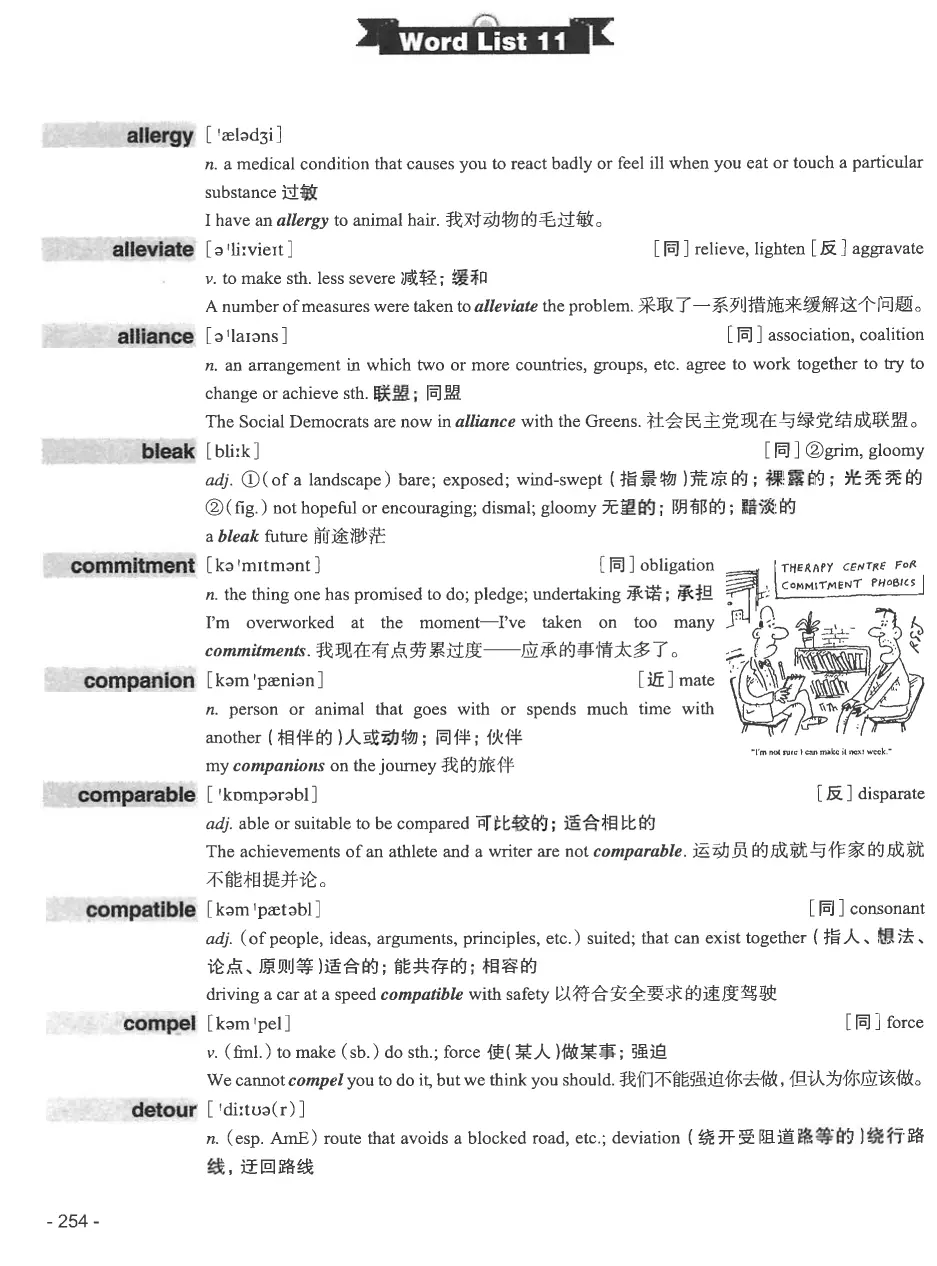 Word List 11
allergy [ ˈælədʒi]
n. a medical condition that causes you to react badly or feel ill when you eat or touch a particular
substance 过敏
I have an allergy to animal hair. 我对动物的毛过敏。
alleviate [əˈliːvieɪt] [同] relieve, lighten [反] aggravate
v. to make sth. less severe 减轻；缓和
A number of measures were taken to alleviate the problem. 采取了一系列措施来缓解这个问题。
alliance [əˈlaɪəns] [同] association, coalition
n. an arrangement in which two or more countries, groups, etc. agree to work together to try to
change or achieve sth. 联盟；同盟
The Social Democrats are now in alliance with the Greens. 社会民主党现在与绿党结成联盟。
bleak [bliːk] [同] ②grim, gloomy
adj. ①(of a landscape) bare; exposed; wind-swept (指景物)荒凉的；裸露的；光秃秃的
②(fig.) not hopeful or encouraging; dismal; gloomy 无望的；阴郁的；黯淡的
a bleak future 前途渺茫
commitment [kəˈmɪtmənt] [同] obligation
n. the thing one has promised to do; pledge; undertaking 承诺；承担
I'm overworked at the moment—I've taken on too many
commitments. 我现在有点劳累过度——应承的事情太多了。
THERAPY CENTRE FOR
COMMITMENT PHOBICS
"I'm not sure I can make it next week."
companion [kəmˈpæniən] [近] mate
n. person or animal that goes with or spends much time with
another (相伴的)人或动物；同伴；伙伴
my companions on the journey 我的旅伴
comparable [ ˈkɒmpərəbl] [反] disparate
adj. able or suitable to be compared 可比较的；适合相比的
The achievements of an athlete and a writer are not comparable. 运动员的成就与作家的成就
不能相提并论。
compatible [kəmˈpætəbl] [同] consonant
adj. (of people, ideas, arguments, principles, etc.) suited; that can exist together (指人、想法、
论点、原则等)适合的；能共存的；相容的
driving a car at a speed compatible with safety 以符合安全要求的速度驾驶
compel [kəmˈpel] [同] force
v. (fml.) to make (sb.) do sth.; force 使(某人)做某事；强迫
We cannot compel you to do it, but we think you should. 我们不能强迫你去做，但认为你应该做。
detour [ ˈdiːtʊə(r)]
n. (esp. AmE) route that avoids a blocked road, etc.; deviation (绕开受阻道路等的)绕行路
线，迂回路线
- 254 -